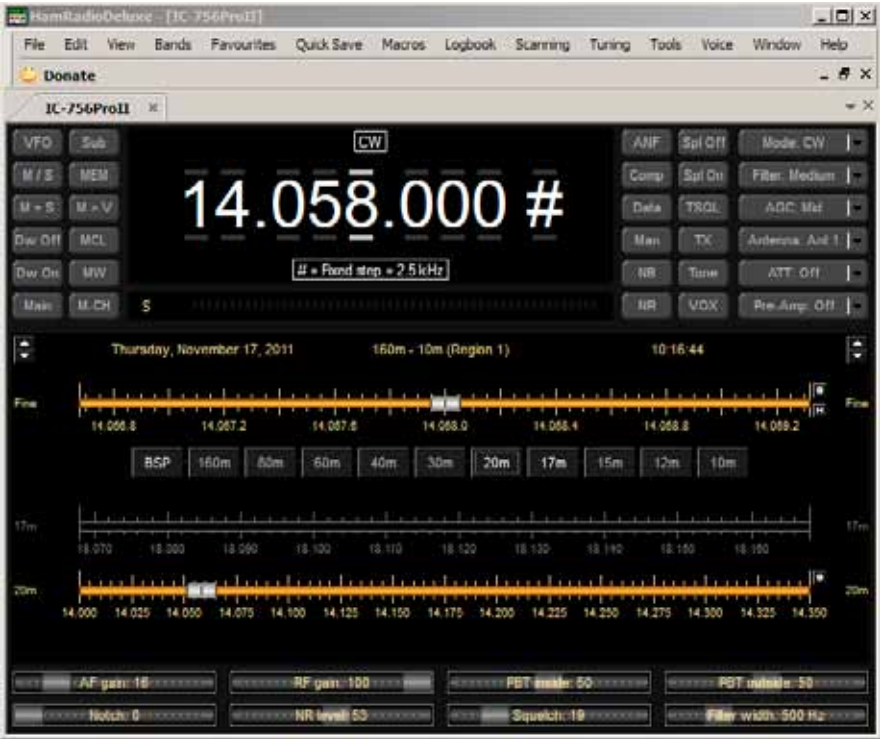 HamRadioDeluxe - [IC-756ProII]
File Edit View Bands Favourites Quick Save Macros Logbook Scanning Tuning Tools Voice Window Help
Donate
IC-756ProII
CW
VFO Sub ANF Spl Off Mode: CW
M / S MEM Comp Spl On Filter: Medium
M = S M > V Data TSQL AGC: Mid
14.058.000 #
Dw Off MCL Man TX Antenna: Ant 1
Dw On MW # = Fixed step = 2.5 kHz NB Tone ATT: Off
Main M.CH S NR VOX Pre-Amp: Off
Thursday, November 17, 2011 160m - 10m (Region 1) 10:16:44
Fine Fine
14.057.2 14.057.6 14.058.0 14.058.4 14.058.8 14.059.2
BSP 160m 80m 60m 40m 30m 20m 17m 15m 12m 10m
17m 17m
18.070 18.080 18.090 18.100 18.110 18.120 18.130 18.140 18.150 18.160
20m 20m
14.000 14.025 14.050 14.075 14.100 14.125 14.150 14.175 14.200 14.225 14.250 14.275 14.300 14.325 14.350
AF gain: 16 RF gain: 100 PBT inside: 50 PBT outside: 50
Notch: 0 NR level: 53 Squelch: 19 Filter width: 500 Hz